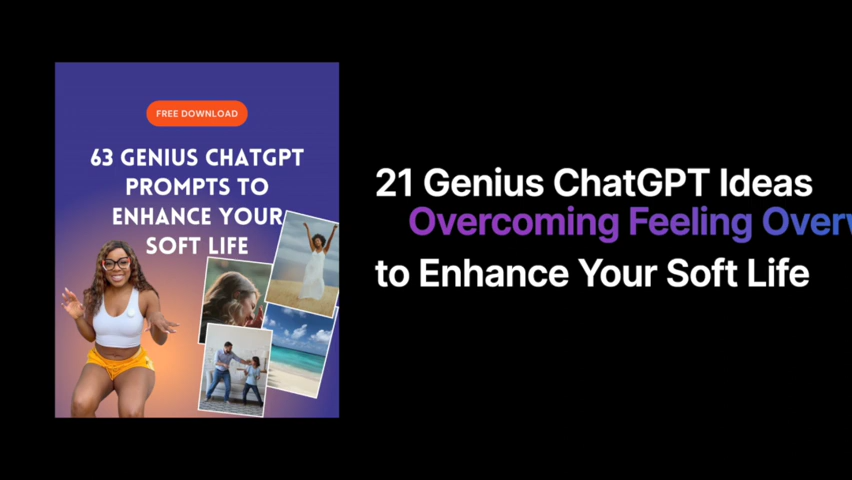 FREE DOWNLOAD
63 GENIUS CHATGPT
PROMPTS TO
ENHANCE YOUR
SOFT LIFE
21 Genius ChatGPT Ideas
Overcoming Feeling
to Enhance Your Soft Life